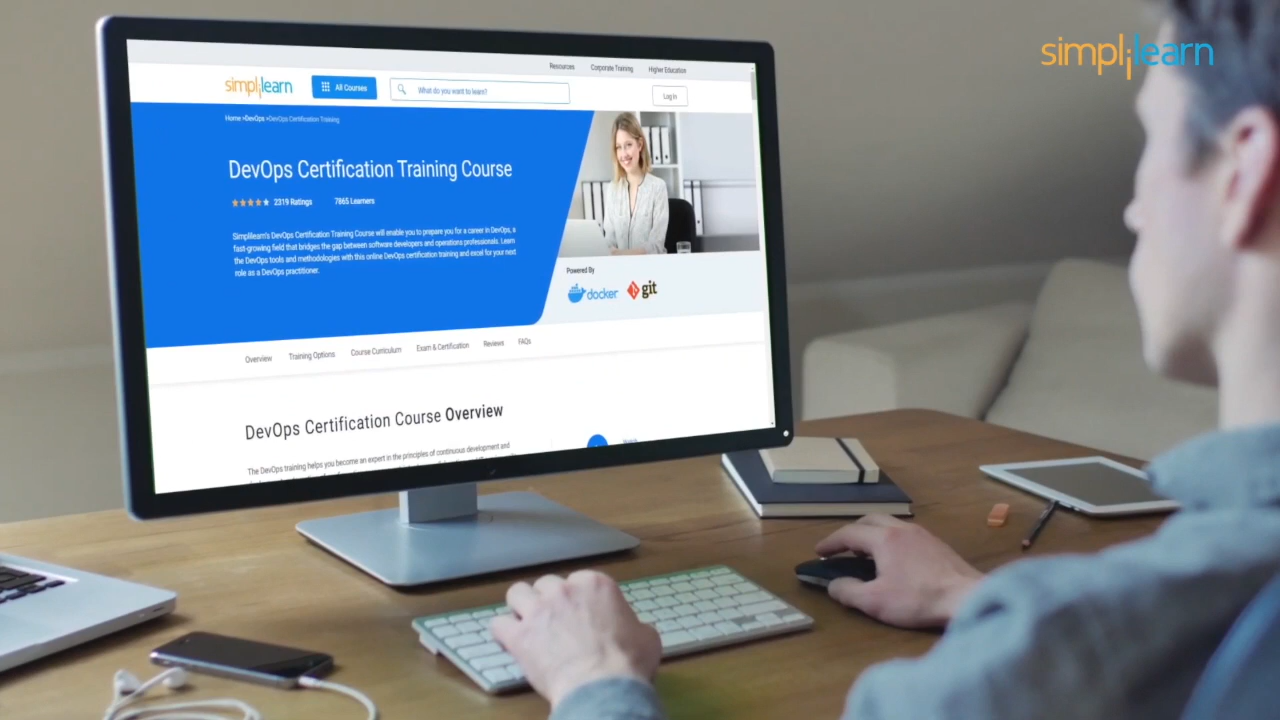 simplilearn
Resources Corporate Training Higher Education
simplilearn All Courses What do you want to learn? Log In
Home >DevOps >DevOps Certification Training
DevOps Certification Training Course
2319 Ratings 7865 Learners
Simplilearn's DevOps Certification Training Course will enable you to prepare you for a career in DevOps, a
fast-growing field that bridges the gap between software developers and operations professionals. Learn
the DevOps tools and methodologies with this online DevOps certification training and excel for your next
role as a DevOps practitioner.
Powered By
docker git
Overview Training Options Course Curriculum Exam & Certification Reviews FAQs
DevOps Certification Course Overview
The DevOps training helps you become an expert in the principles of continuous development and